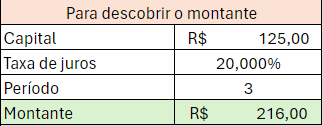 Para descobrir o montante
Capital R$ 125,00
Taxa de juros 20,000%
Período 3
Montante R$ 216,00